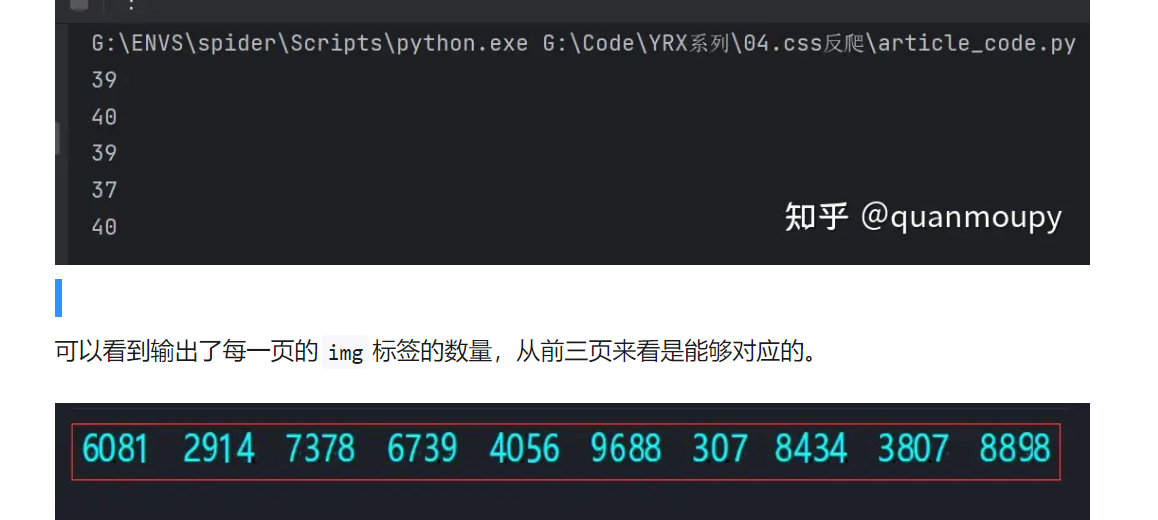 G:\ENVS\spider\Scripts\python.exe G:\Code\YRX系列\04.css反爬\article_code.py
39
40
39
37
40
知乎 @quanmoupy
可以看到输出了每一页的 img 标签的数量，从前三页来看是能够对应的。
6081 2914 7378 6739 4056 9688 307 8434 3807 8898